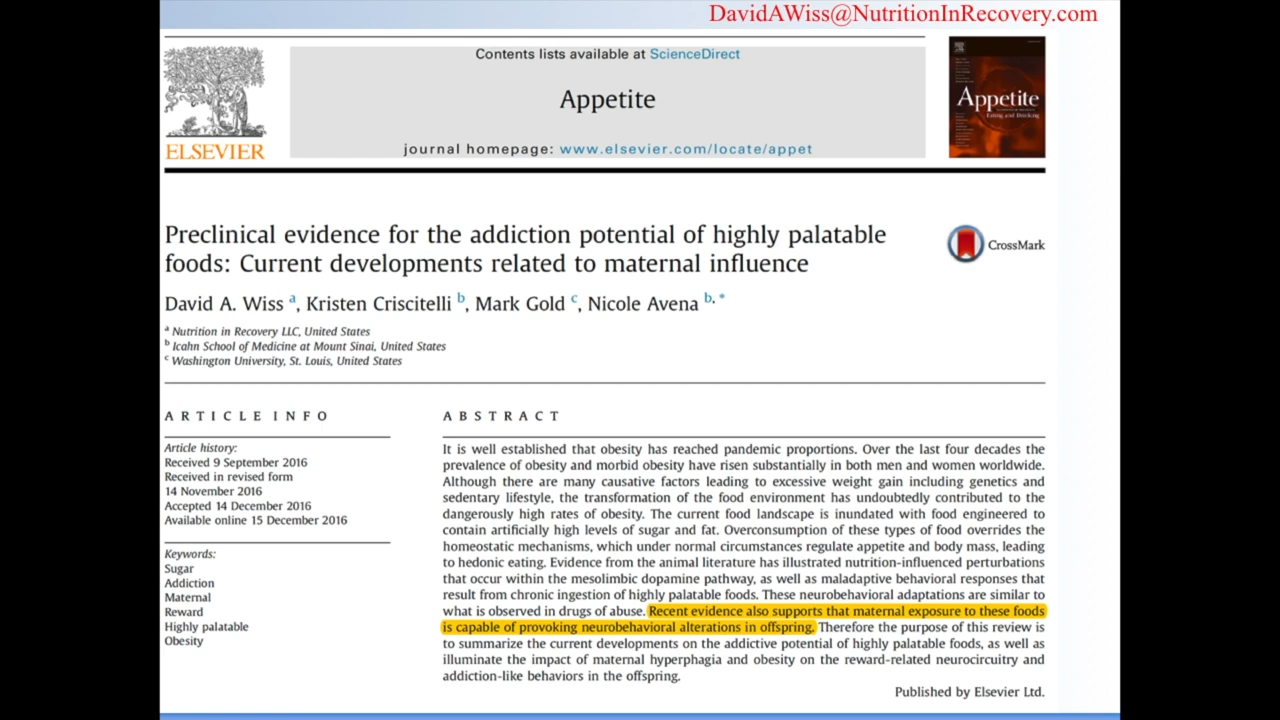 DavidAWiss@NutritionInRecovery.com
Contents lists available at ScienceDirect
Appetite
journal homepage: www.elsevier.com/locate/appet
ELSEVIER
Appetite
Eating and Drinking
Preclinical evidence for the addiction potential of highly palatable
foods: Current developments related to maternal influence
CrossMark
David A. Wiss a, Kristen Criscitelli b, Mark Gold c, Nicole Avena b, *
a Nutrition in Recovery LLC, United States
b Icahn School of Medicine at Mount Sinai, United States
c Washington University, St. Louis, United States
ARTICLE INFO
Article history:
Received 9 September 2016
Received in revised form
14 November 2016
Accepted 14 December 2016
Available online 15 December 2016
Keywords:
Sugar
Addiction
Maternal
Reward
Highly palatable
Obesity
ABSTRACT
It is well established that obesity has reached pandemic proportions. Over the last four decades the
prevalence of obesity and morbid obesity have risen substantially in both men and women worldwide.
Although there are many causative factors leading to excessive weight gain including genetics and
sedentary lifestyle, the transformation of the food environment has undoubtedly contributed to the
dangerously high rates of obesity. The current food landscape is inundated with food engineered to
contain artificially high levels of sugar and fat. Overconsumption of these types of food overrides the
homeostatic mechanisms, which under normal circumstances regulate appetite and body mass, leading
to hedonic eating. Evidence from the animal literature has illustrated nutrition-influenced perturbations
that occur within the mesolimbic dopamine pathway, as well as maladaptive behavioral responses that
result from chronic ingestion of highly palatable foods. These neurobehavioral adaptations are similar to
what is observed in drugs of abuse. Recent evidence also supports that maternal exposure to these foods
is capable of provoking neurobehavioral alterations in offspring. Therefore the purpose of this review is
to summarize the current developments on the addictive potential of highly palatable foods, as well as
illuminate the impact of maternal hyperphagia and obesity on the reward-related neurocircuitry and
addiction-like behaviors in the offspring.
Published by Elsevier Ltd.